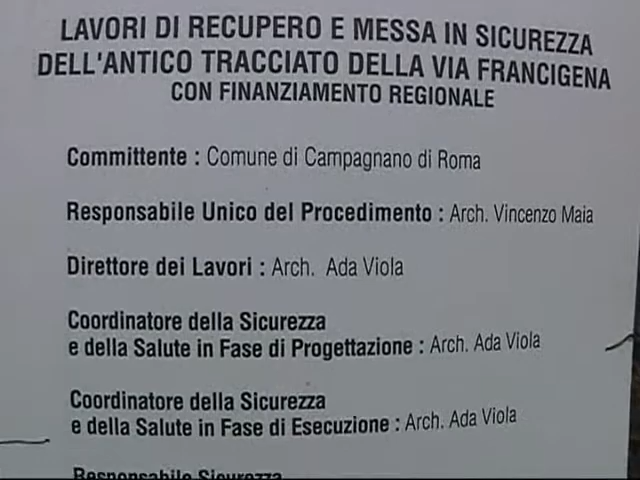 LAVORI DI RECUPERO E MESSA IN SICUREZZA
DELL'ANTICO TRACCIATO DELLA VIA FRANCIGENA
CON FINANZIAMENTO REGIONALE
Committente : Comune di Campagnano di Roma
Responsabile Unico del Procedimento : Arch. Vincenzo Maia
Direttore dei Lavori : Arch. Ada Viola
Coordinatore della Sicurezza
e della Salute in Fase di Progettazione : Arch. Ada Viola
Coordinatore della Sicurezza
e della Salute in Fase di Esecuzione : Arch. Ada Viola
Responsabile Sicurezza